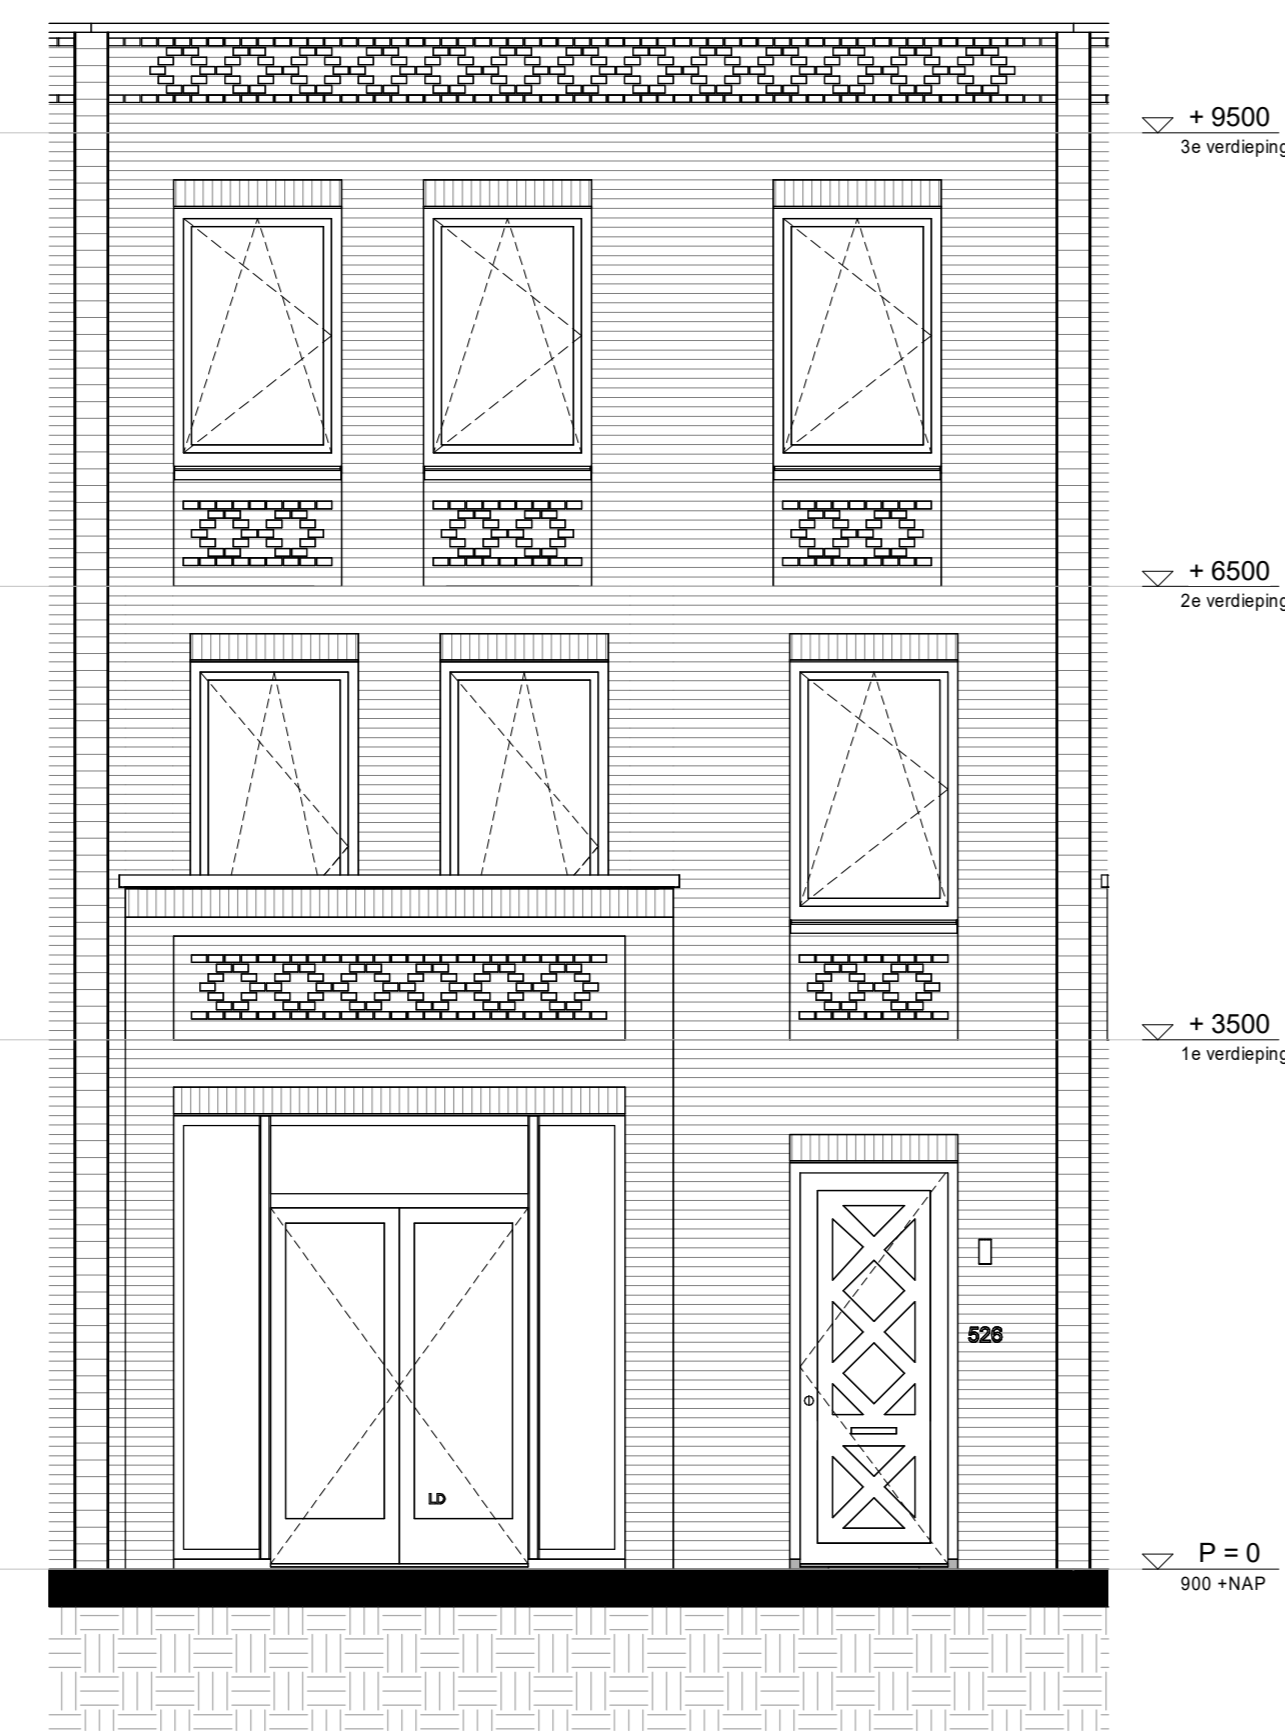 + 9500
3e verdieping
+ 6500
2e verdieping
+ 3500
1e verdieping
526
LD
P = 0
900 +NAP